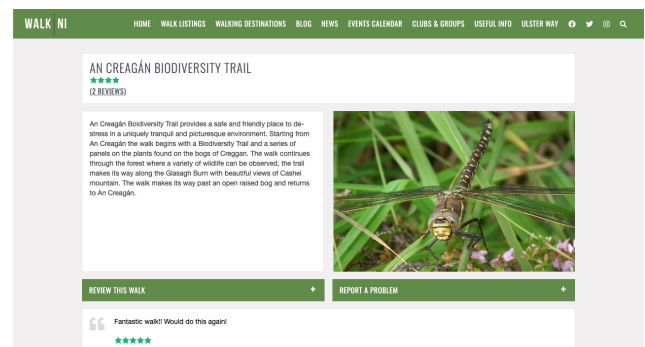 WALK NI
HOME WALK LISTINGS WALKING DESTINATIONS BLOG NEWS EVENTS CALENDAR CLUBS & GROUPS USEFUL INFO ULSTER WAY
AN CREAGÁN BIODIVERSITY TRAIL
(2 REVIEWS)
An Creagán Boidiversity Trail provides a safe and friendly place to de-
stress in a uniquely tranquil and picturesque environment. Starting from
An Creagán the walk begins with a Biodiversity Trail and a series of
panels on the plants found on the bogs of Creggan. The walk continues
through the forest where a variety of wildlife can be observed, the trail
makes its way along the Glasagh Burn with beautiful views of Cashel
mountain. The walk makes its way past an open raised bog and returns
to An Creagán.
REVIEW THIS WALK +
REPORT A PROBLEM +
Fantastic walk!! Would do this again!